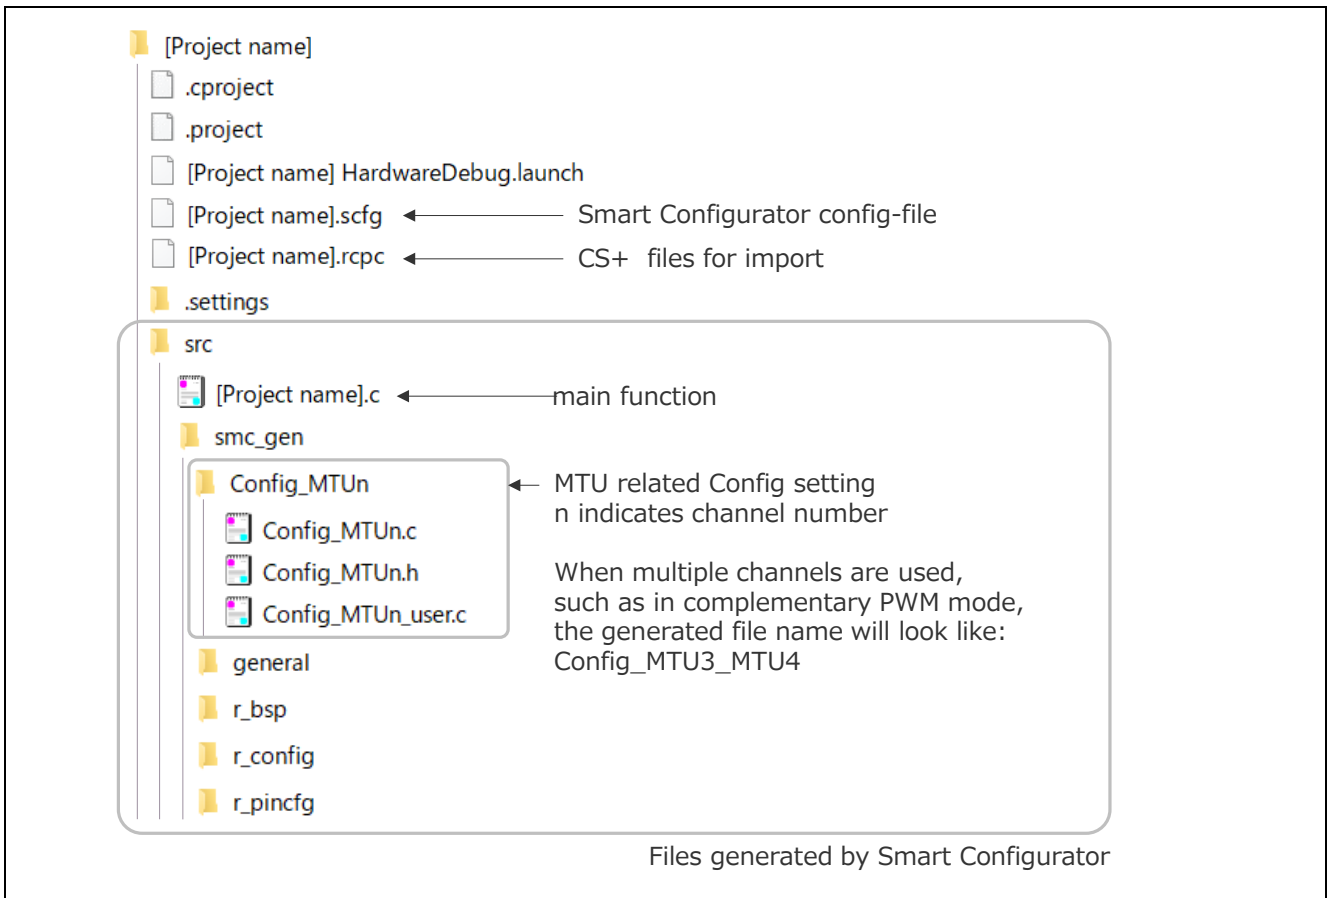 [Project name]
.cproject
.project
[Project name] HardwareDebug.launch
[Project name].scfg
Smart Configurator config-file
[Project name].rcpc
CS+ files for import
.settings
src
[Project name].c
main function
smc_gen
Config_MTUn
MTU related Config setting
n indicates channel number
Config_MTUn.c
Config_MTUn.h
Config_MTUn_user.c
When multiple channels are used,
such as in complementary PWM mode,
the generated file name will look like:
Config_MTU3_MTU4
general
r_bsp
r_config
r_pincfg
Files generated by Smart Configurator